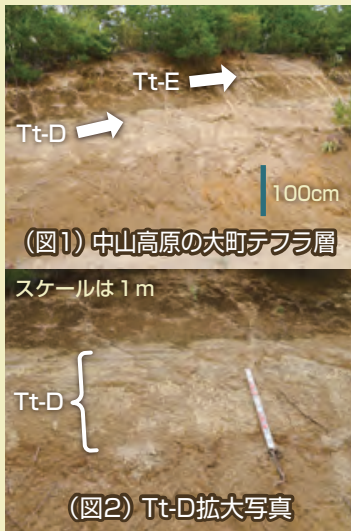 Tt-E
Tt-D
100cm
(図1) 中山高原の大町テフラ層
スケールは1m
Tt-D
(図2) Tt-D拡大写真